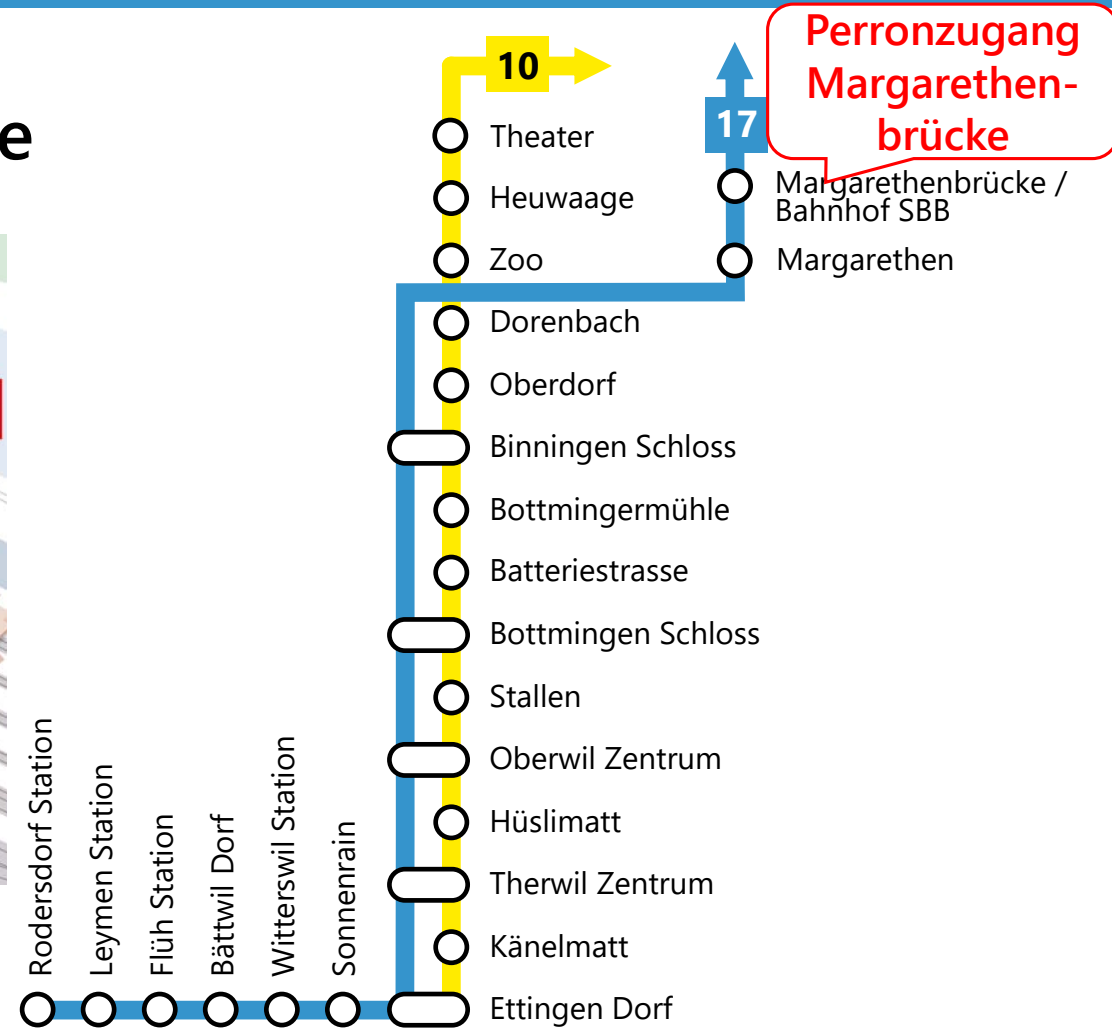 e
10
17
Perronzugang
Margarethen-
brücke
Theater
Heuwaage
Zoo
Margarethenbrücke /
Bahnhof SBB
Margarethen
Dorenbach
Oberdorf
Binningen Schloss
Bottmingermühle
Batteriestrasse
Bottmingen Schloss
Stallen
Oberwil Zentrum
Hüslimatt
Therwil Zentrum
Känelmatt
Ettingen Dorf
Rodersdorf Station
Leymen Station
Flüh Station
Bättwil Dorf
Witterswil Station
Sonnenrain